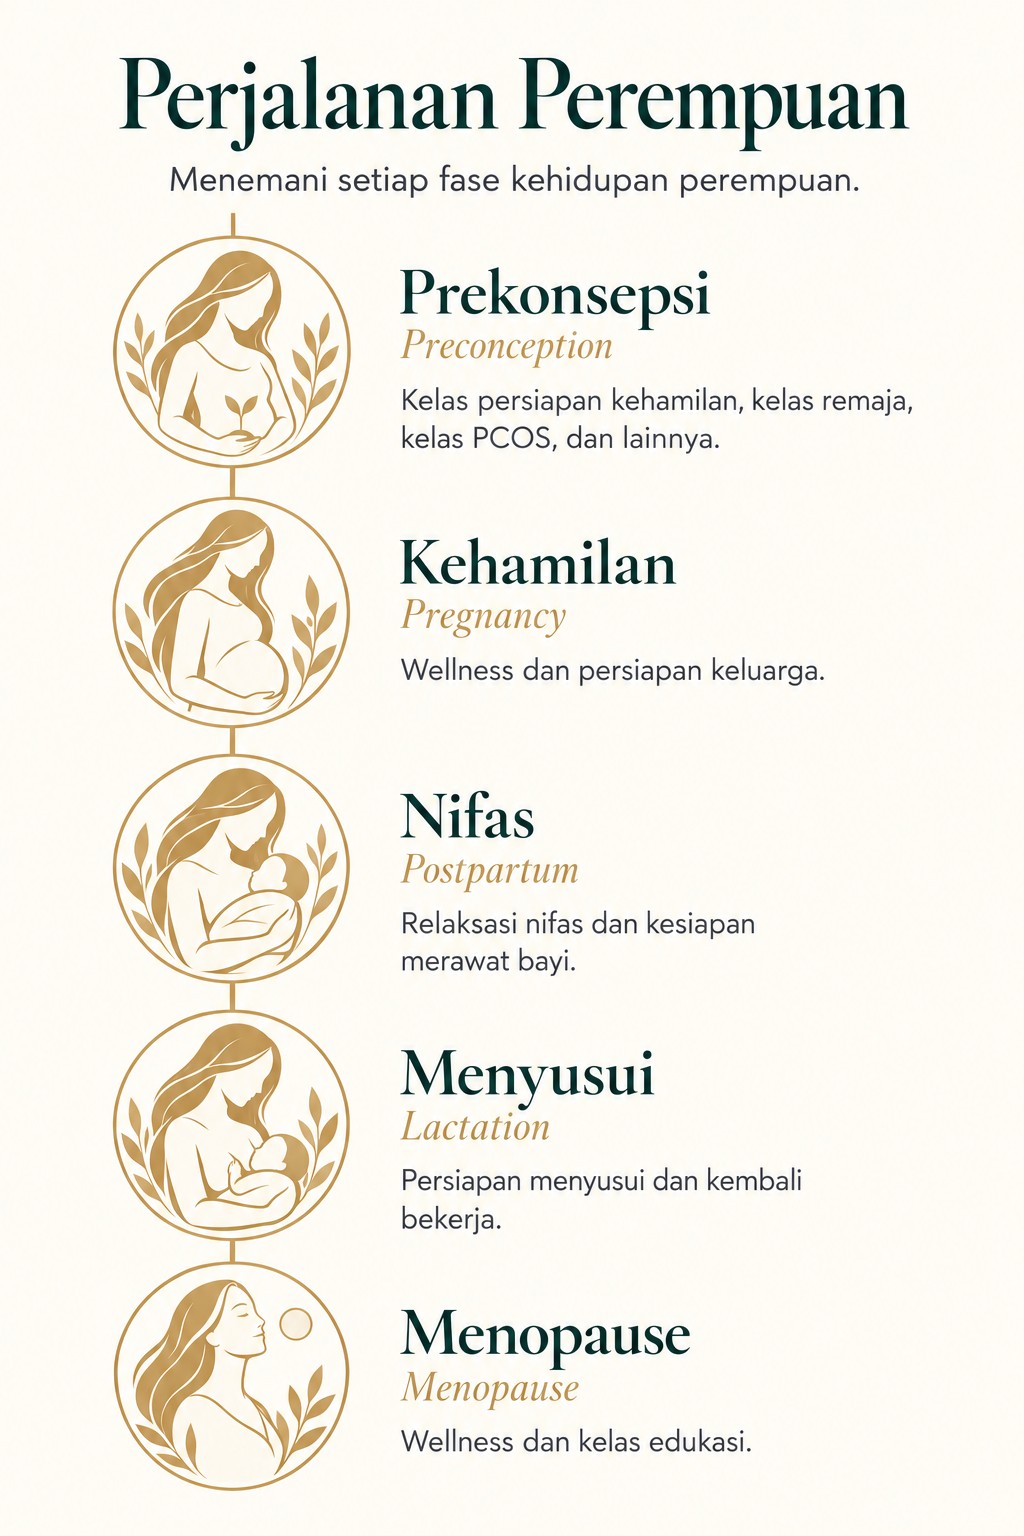 Perjalanan Perempuan
Menemani setiap fase kehidupan perempuan.
Prekonsepsi
Preconception
Kelas persiapan kehamilan, kelas remaja,
kelas PCOS, dan lainnya.
Kehamilan
Pregnancy
Wellness dan persiapan keluarga.
Nifas
Postpartum
Relaksasi nifas dan kesiapan
merawat bayi.
Menyusui
Lactation
Persiapan menyusui dan kembali
bekerja.
Menopause
Menopause
Wellness dan kelas edukasi.